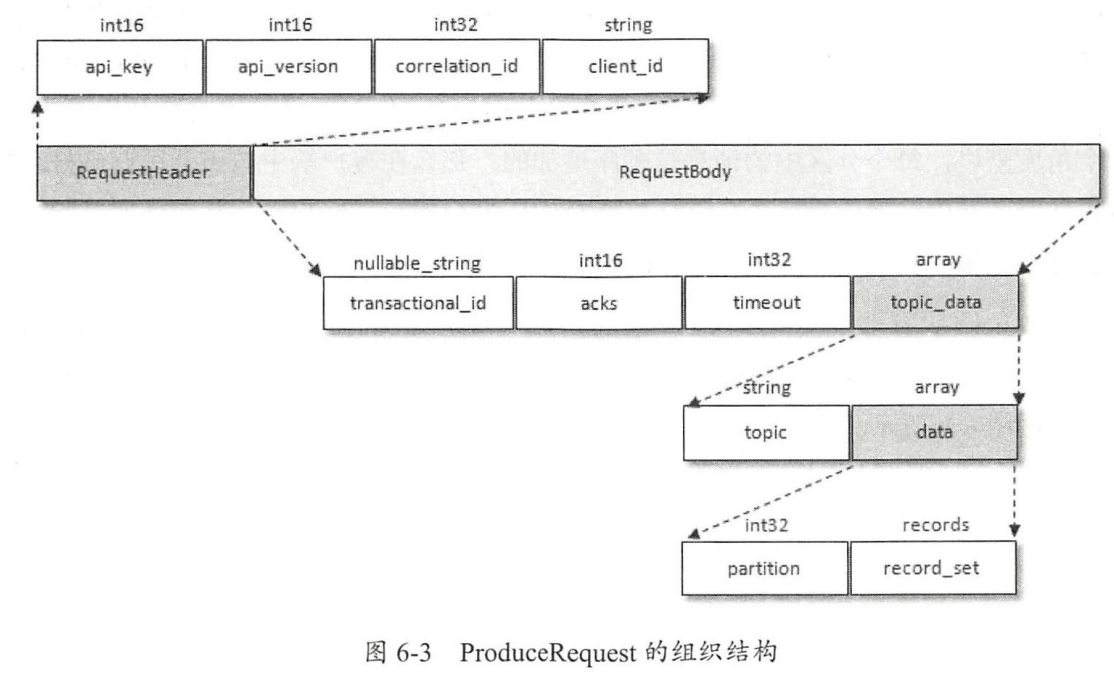 int16 int16 int32 string
api_key api_version correlation_id client_id
RequestHeader RequestBody
nullable_string int16 int32 array
transactional_id acks timeout topic_data
string array
topic data
int32 records
partition record_set
图 6-3 ProduceRequest 的组织结构